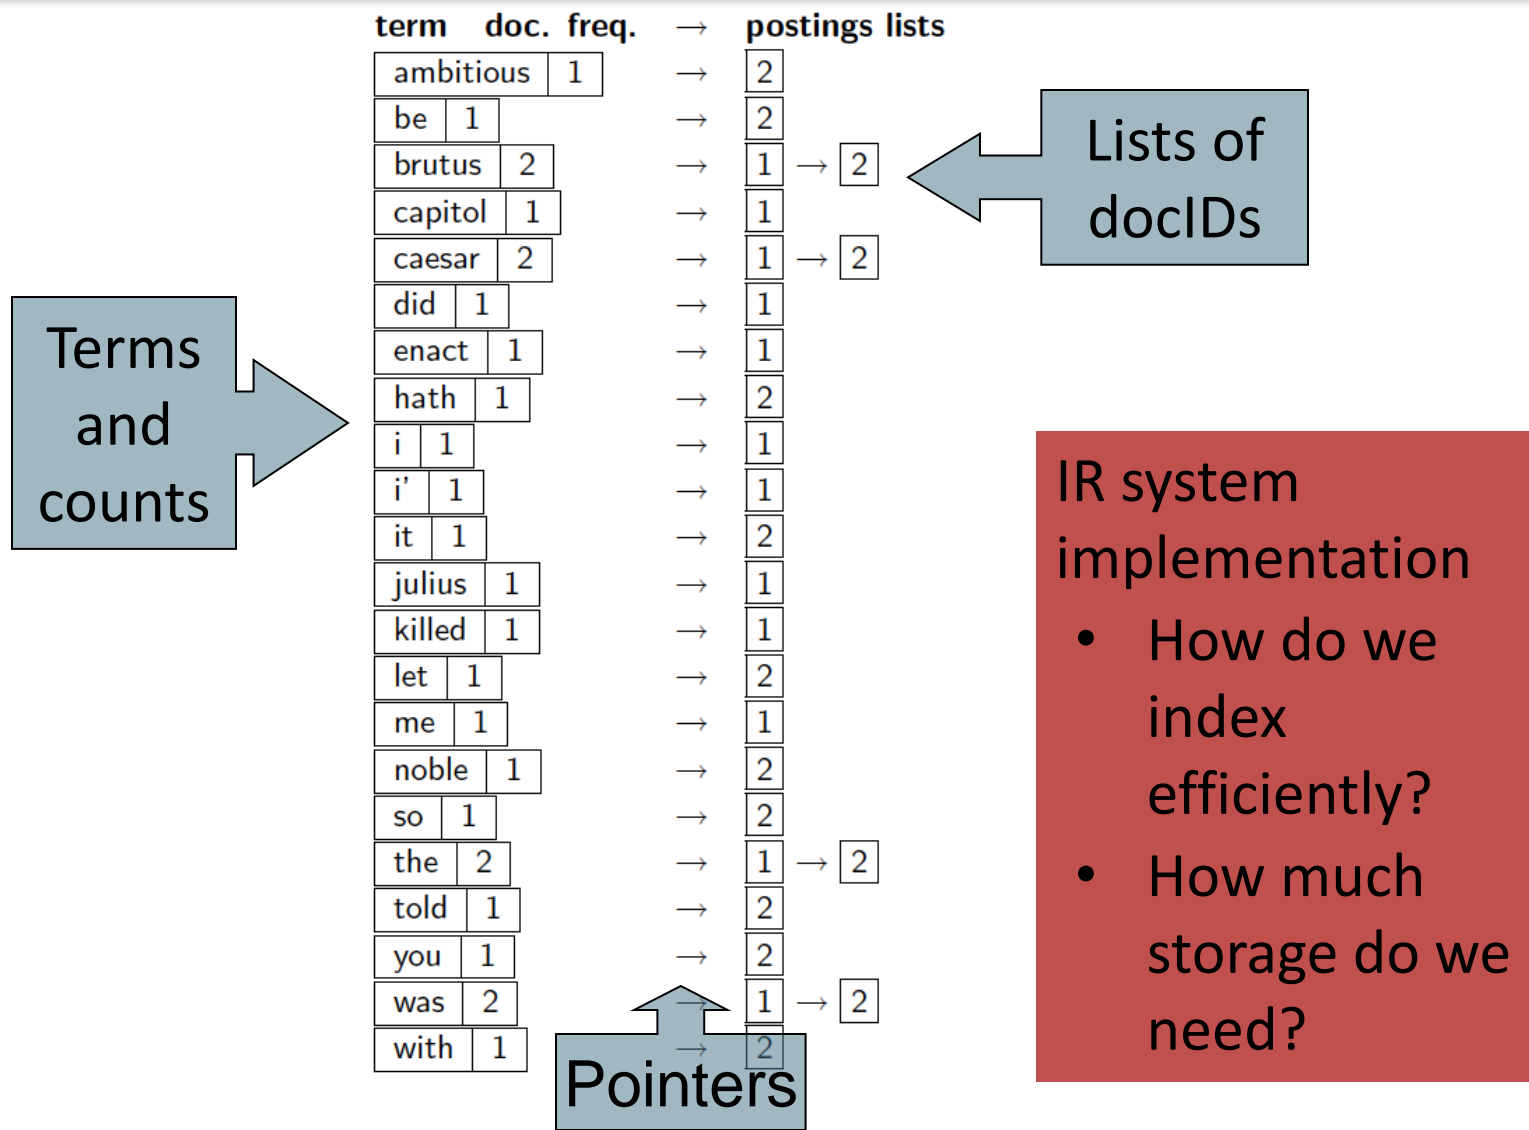 term doc. freq. → postings lists
ambitious 1 → 2
be 1 → 2
brutus 2 → 1 → 2
capitol 1 → 1
caesar 2 → 1 → 2
did 1 → 1
enact 1 → 1
hath 1 → 2
i 1 → 1
i' 1 → 1
it 1 → 2
julius 1 → 1
killed 1 → 1
let 1 → 2
me 1 → 1
noble 1 → 2
so 1 → 2
the 2 → 1 → 2
told 1 → 2
you 1 → 2
was 2 → 1 → 2
with 1 → 2
Terms
and
counts
Lists of
docIDs
Pointers
IR system
implementation
• How do we
index
efficiently?
• How much
storage do we
need?